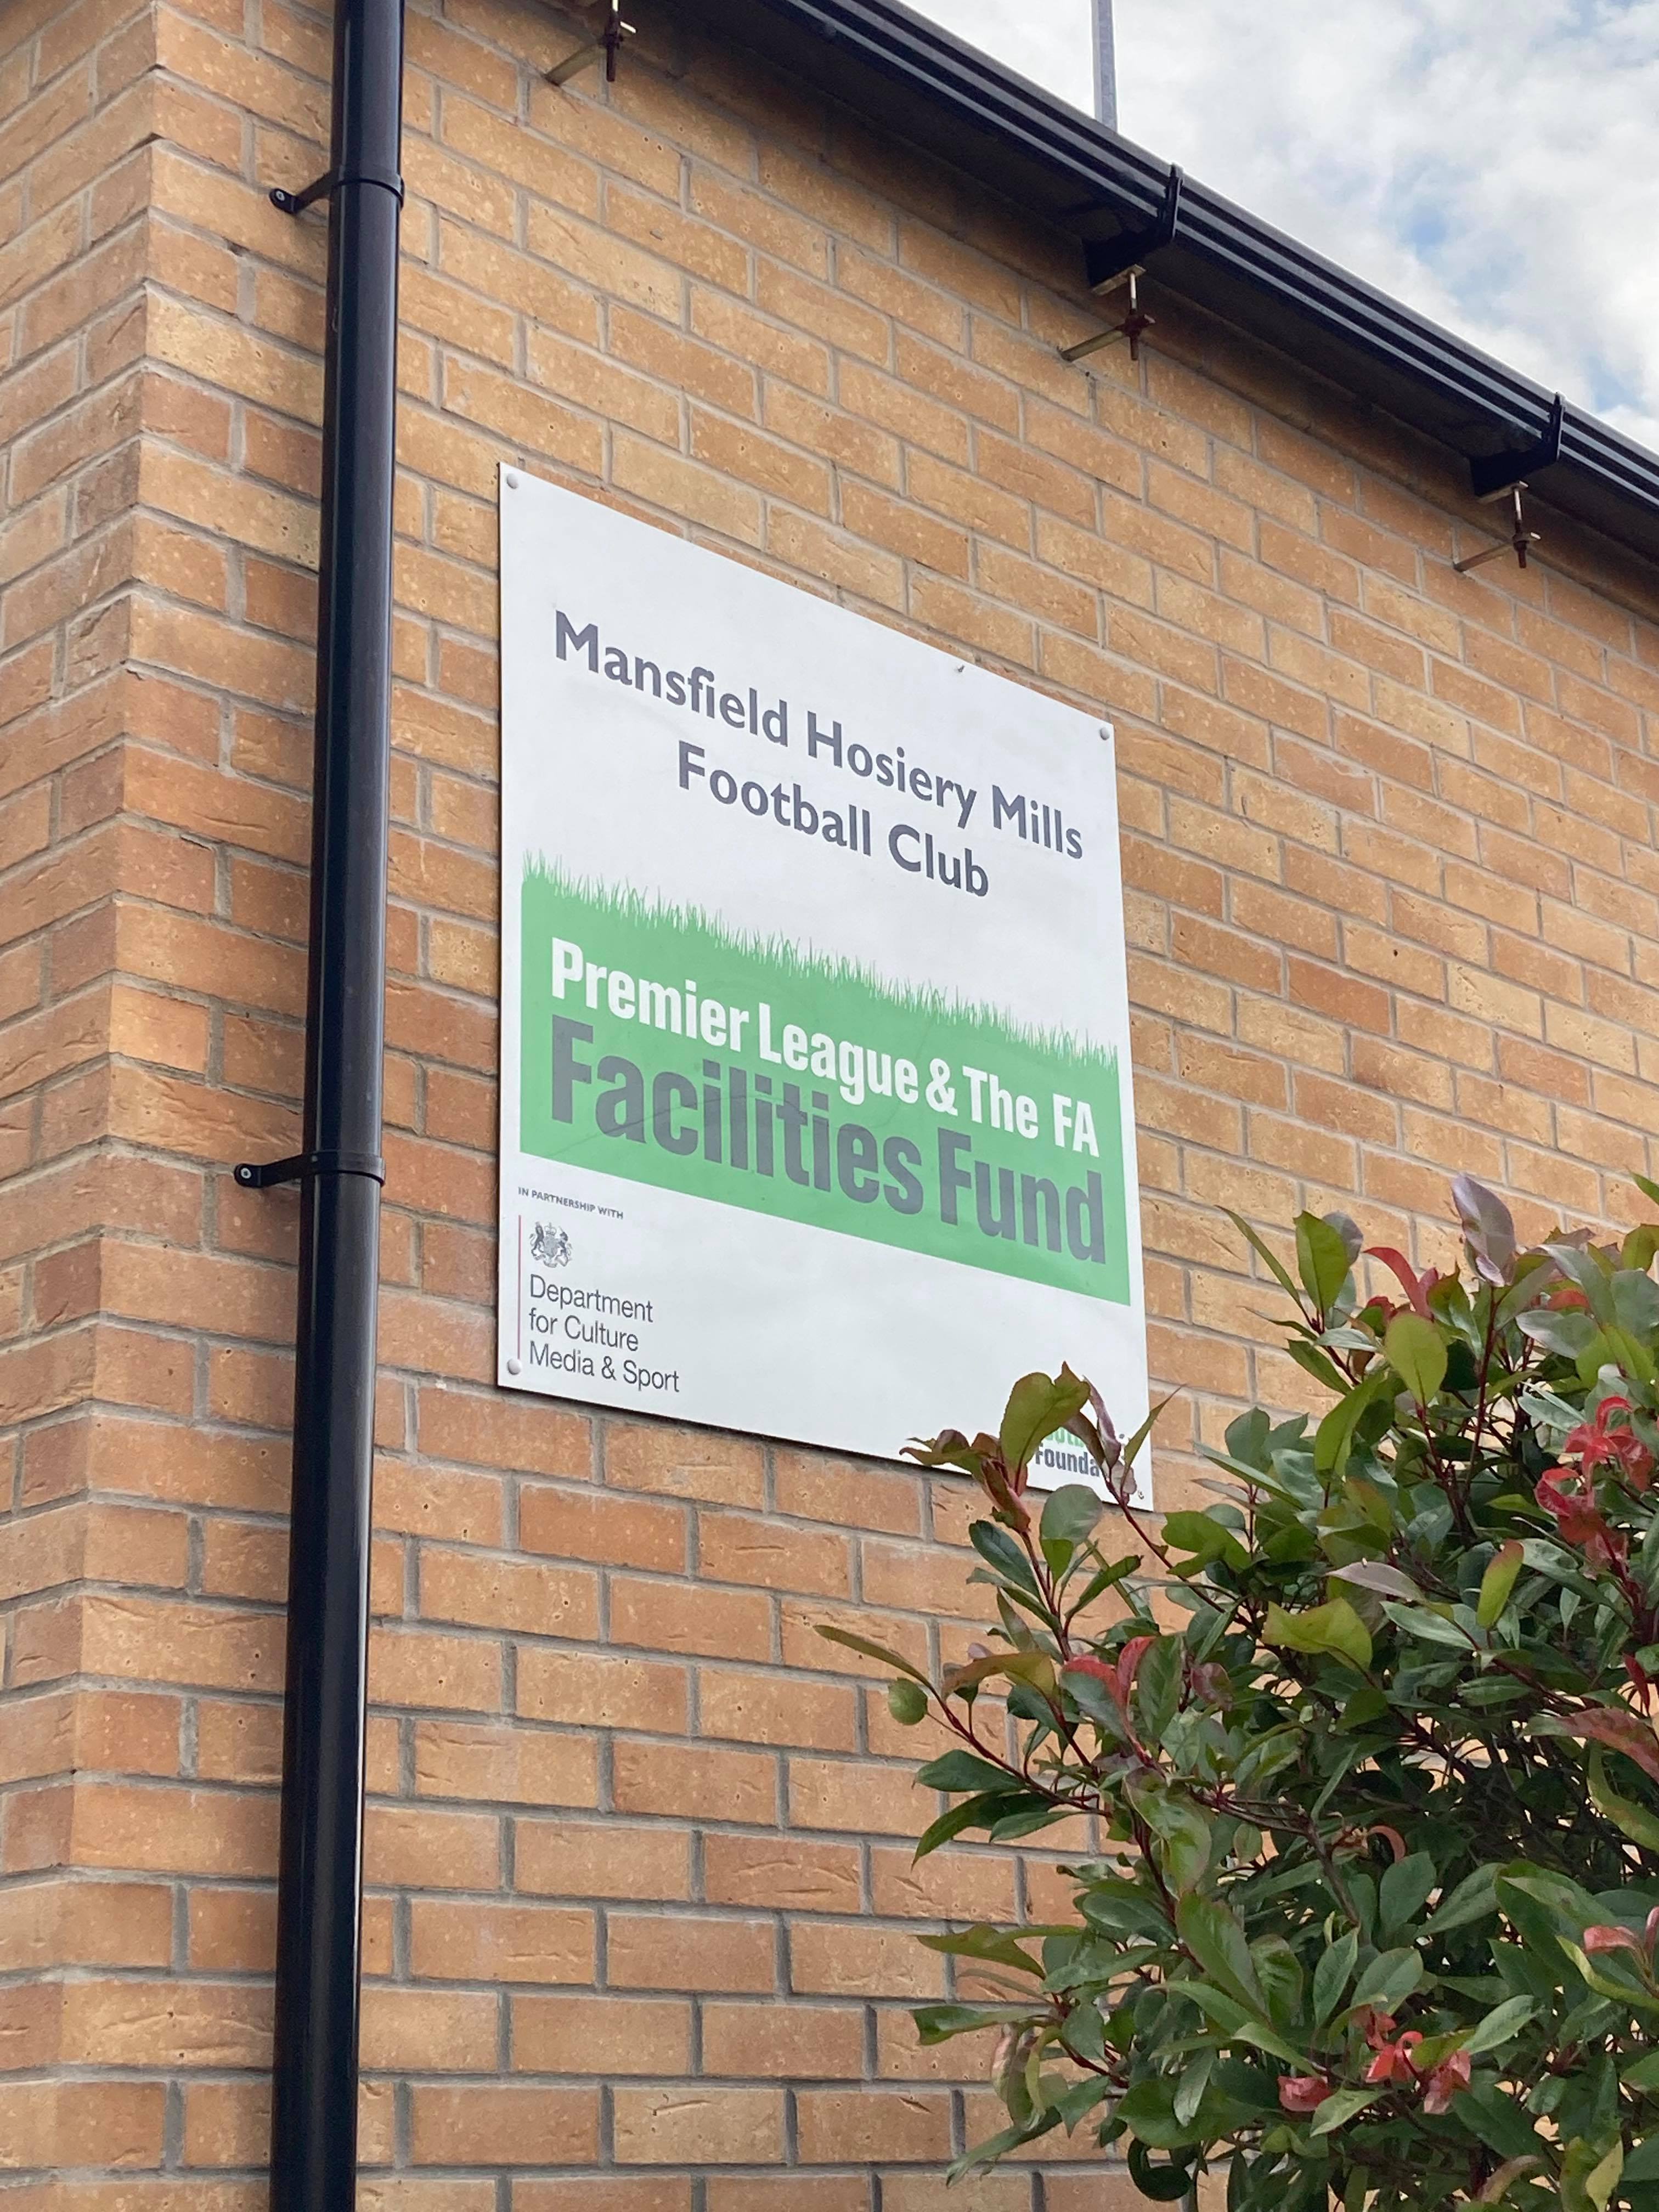 Mansfield Hosiery Mills
Football Club
Premier League & The FA
Facilities Fund
IN PARTNERSHIP WITH
Department
for Culture
Media & Sport